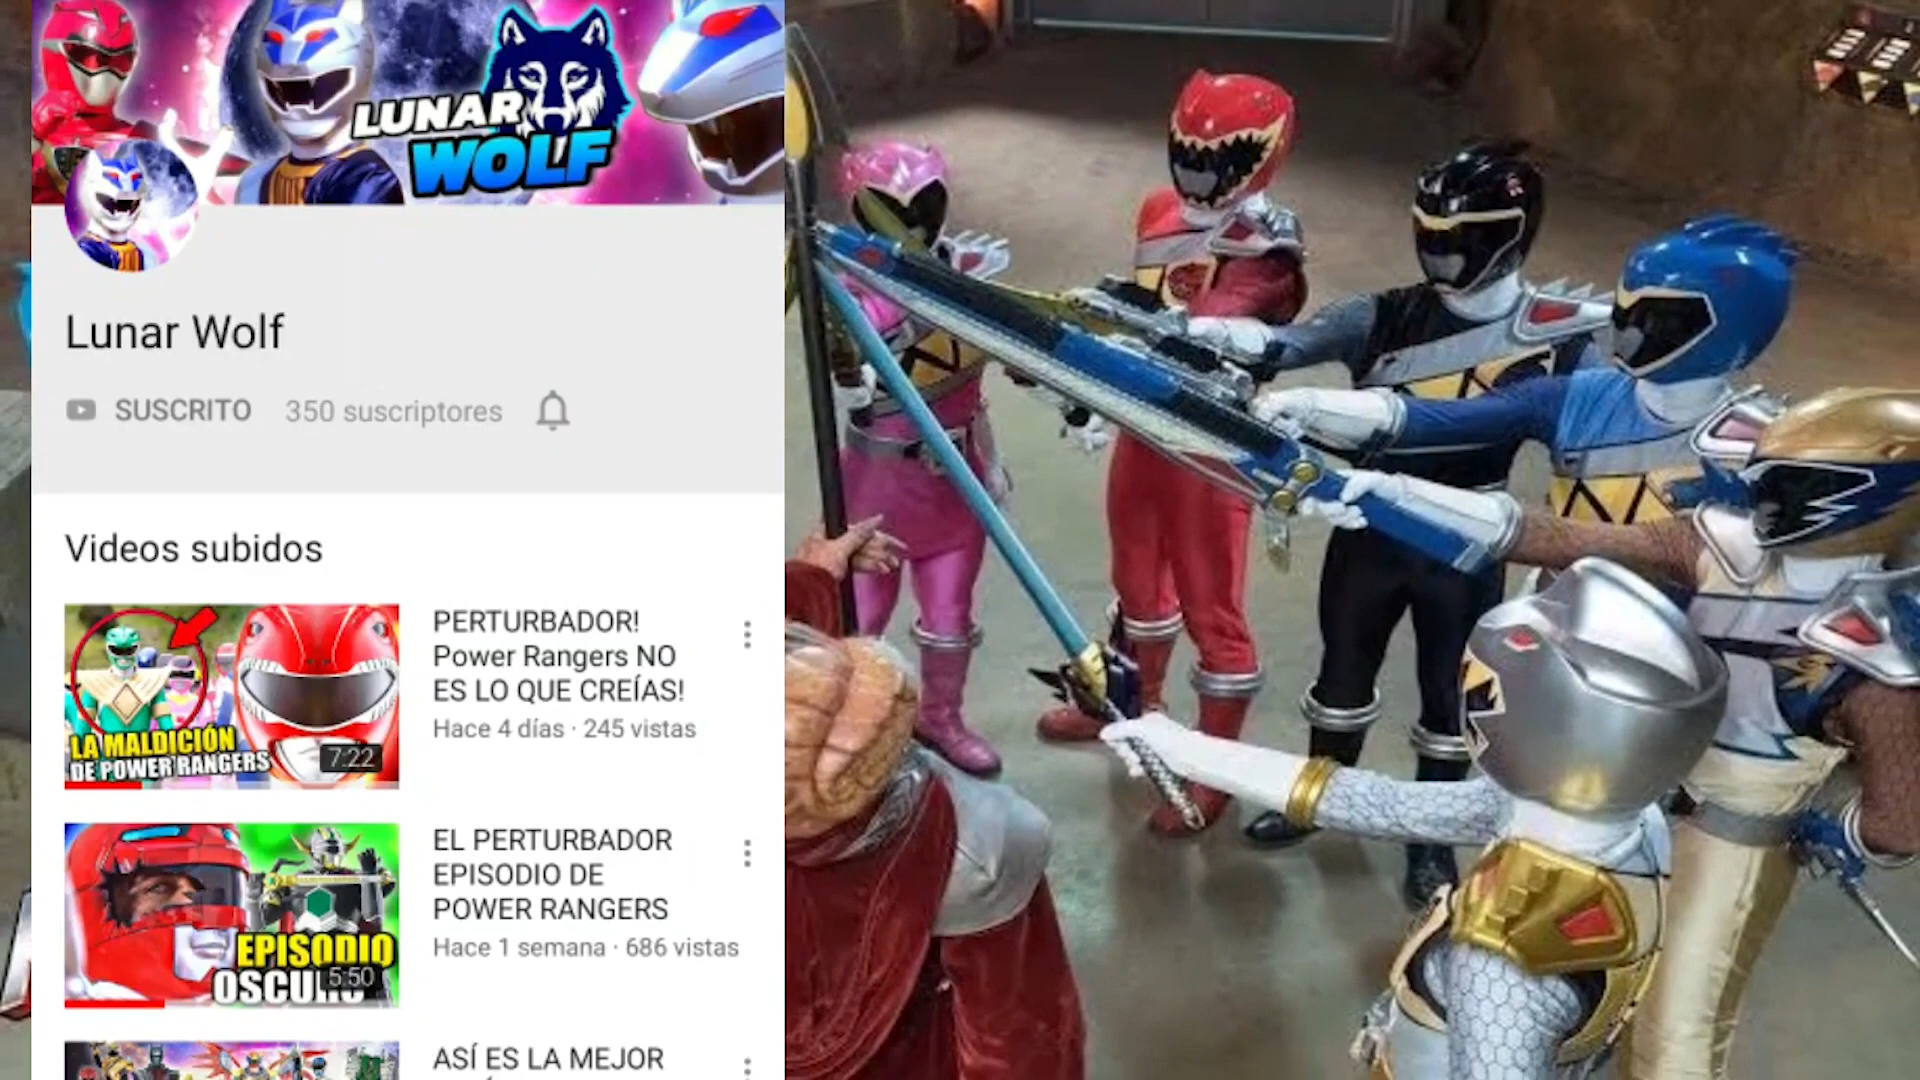 LUNAR
WOLF
Lunar Wolf
SUSCRITO 350 suscriptores
Videos subidos
PERTURBADOR!
Power Rangers NO
ES LO QUE CREÍAS!
Hace 4 días · 245 vistas
LA MALDICIÓN
DE POWER RANGERS
7:22
EL PERTURBADOR
EPISODIO DE
POWER RANGERS
Hace 1 semana · 686 vistas
EPISODIO
OSCURO
5:50
ASÍ ES LA MEJOR